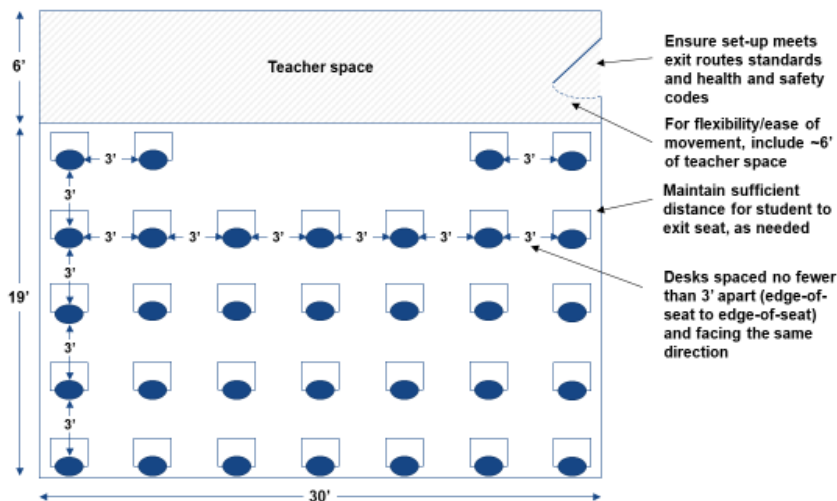 6’
Teacher space
Ensure set-up meets
exit routes standards
and health and safety
codes
For flexibility/ease of
movement, include ~6’
of teacher space
3’
3’
3’
Maintain sufficient
distance for student to
exit seat, as needed
3’
3’
3’
3’
3’
3’
19’
3’
Desks spaced no fewer
than 3’ apart (edge-of-
seat to edge-of-seat)
and facing the same
direction
3’
3’
30’